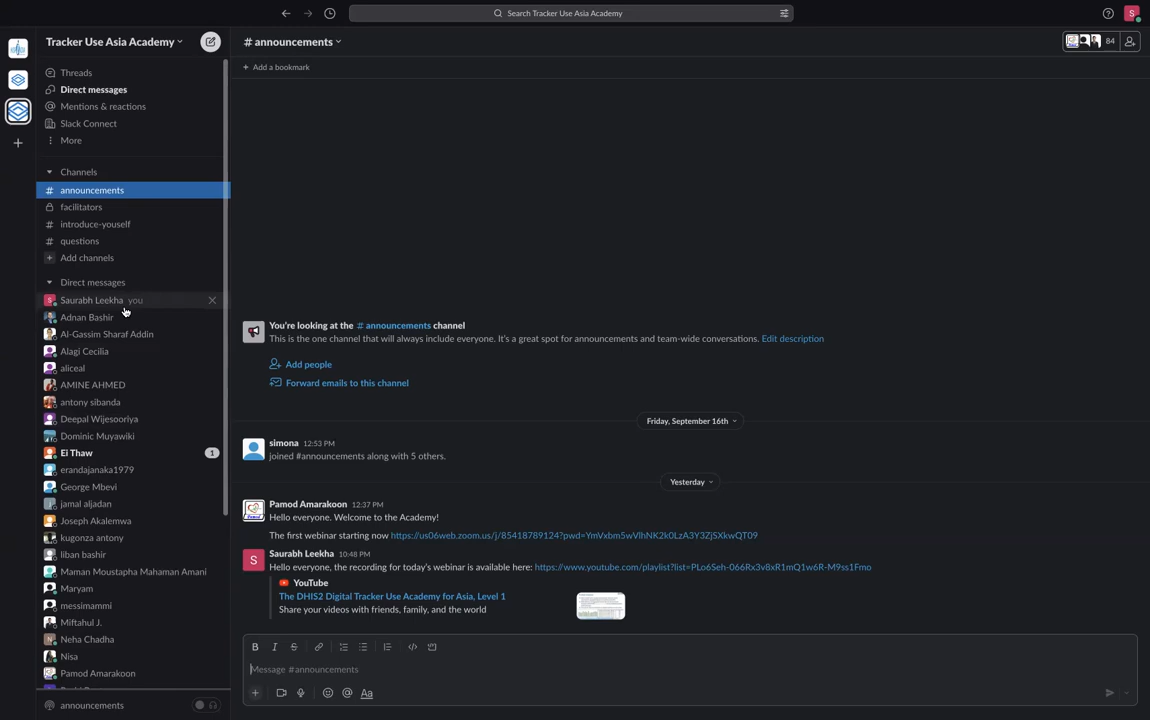 Search Tracker Use Asia Academy
S
Tracker Use Asia Academy
# announcements
84
+ Add a bookmark
Threads
Direct messages
Mentions & reactions
Slack Connect
More
Channels
# announcements
facilitators
# introduce-youself
# questions
+ Add channels
Direct messages
S Saurabh Leekha you
Adnan Bashir
Al-Gassim Sharaf Addin
Alagi Cecilia
aliceal
AMINE AHMED
antony sibanda
Deepal Wijesooriya
Dominic Muyawiki
Ei Thaw 1
erandajanaka1979
George Mbevi
jamal aljadan
Joseph Akalemwa
kugonza antony
liban bashir
Maman Moustapha Mahaman Amani
Maryam
messimammi
Miftahul J.
N Neha Chadha
Nisa
Pamod Amarakoon
announcements
You're looking at the # announcements channel
This is the one channel that will always include everyone. It's a great spot for announcements and team-wide conversations. Edit description
Add people
Forward emails to this channel
Friday, September 16th
simona 12:53 PM
joined #announcements along with 5 others.
Yesterday
Pamod Amarakoon 12:37 PM
Hello everyone. Welcome to the Academy!
The first webinar starting now https://us06web.zoom.us/j/85418789124?pwd=YmVxbm5wVlhNK2k0LzA3Y3ZjSXkwQT09
S Saurabh Leekha 10:48 PM
Hello everyone, the recording for today's webinar is available here: https://www.youtube.com/playlist?list=PLo6Seh-066Rx3v8xR1mQ1w6R-M9ss1Fmo
YouTube
The DHIS2 Digital Tracker Use Academy for Asia, Level 1
Share your videos with friends, family, and the world
B I S
Message #announcements
+ @ Aa